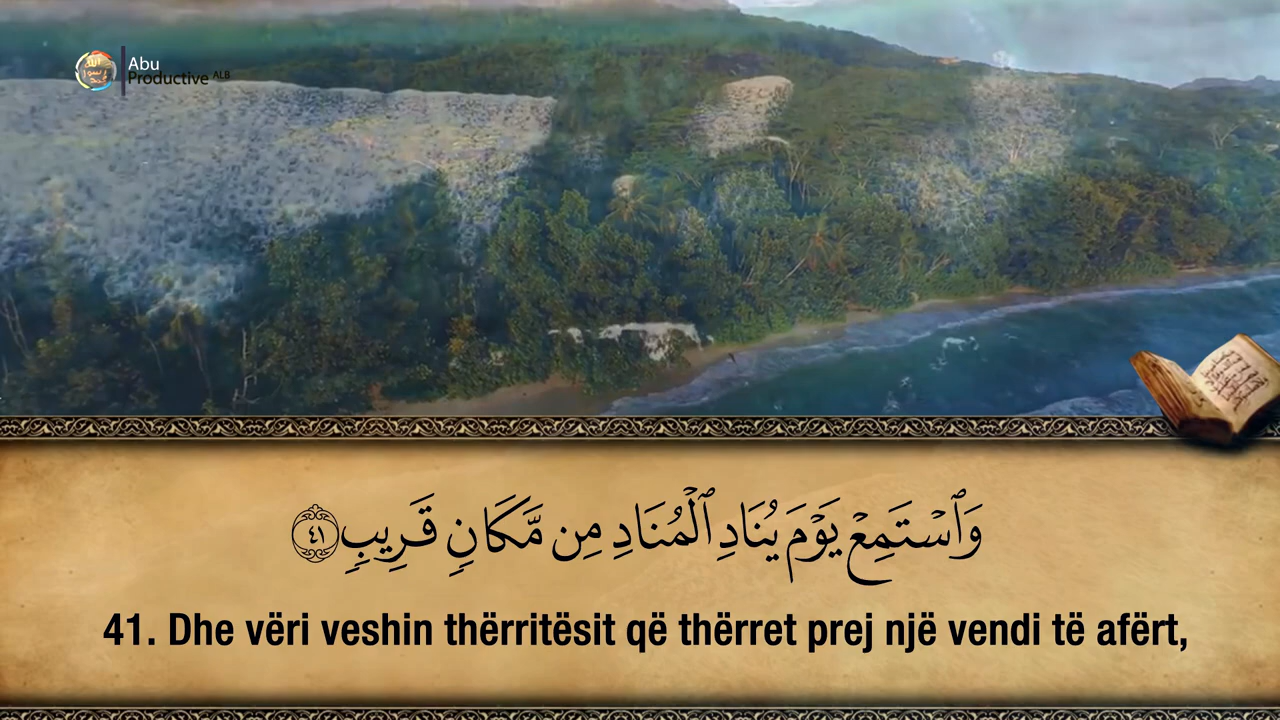 Abu
Productive ALB
وَٱسْتَمِعْ يَوْمَ يُنَادِ ٱلْمُنَادِ مِن مَّكَانٍ قَرِيبٍ ٤١
41. Dhe vëri veshin thërritësit që thërret prej një vendi të afërt,